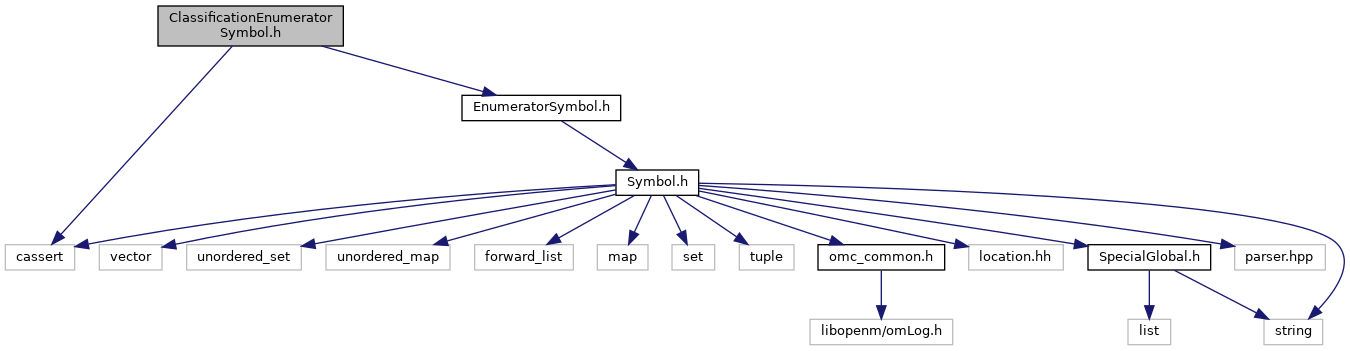 ClassificationEnumerator
Symbol.h
EnumeratorSymbol.h
Symbol.h
cassert
vector
unordered_set
unordered_map
forward_list
map
set
tuple
omc_common.h
location.hh
SpecialGlobal.h
parser.hpp
libopenm/omLog.h
list
string